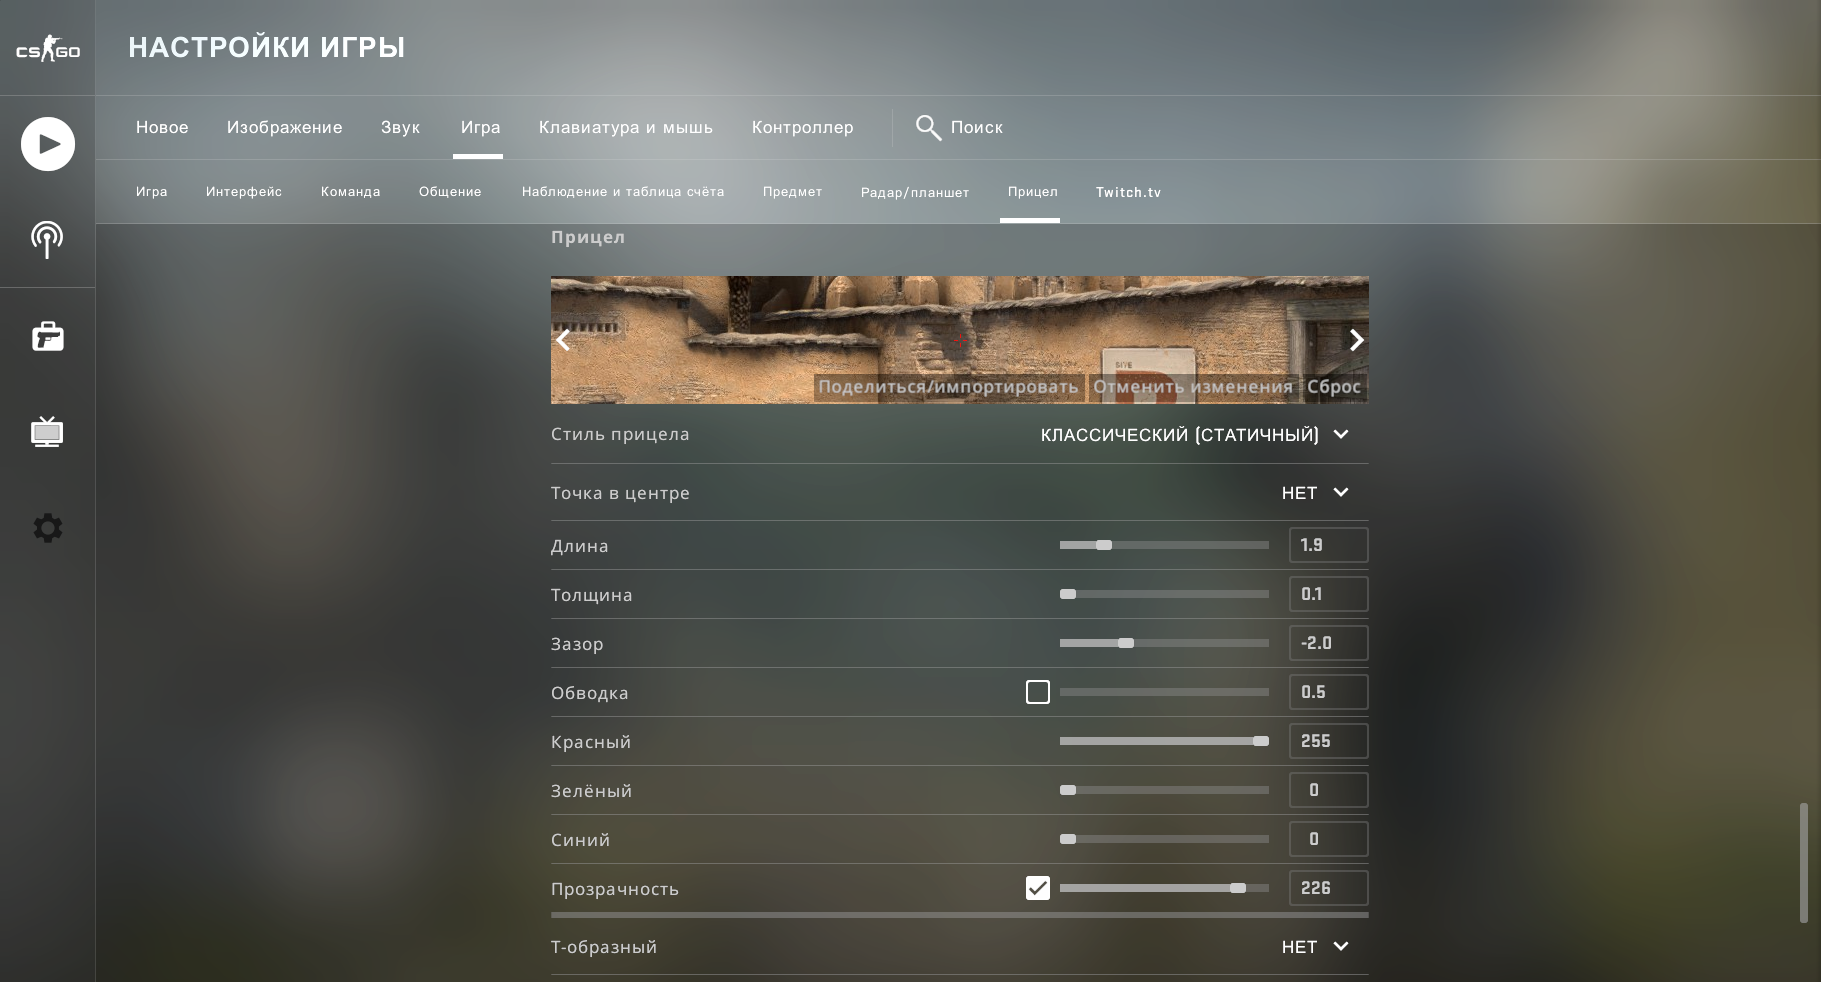 CS GO
НАСТРОЙКИ ИГРЫ
Новое Изображение Звук Игра Клавиатура и мышь Контроллер Поиск
Игра Интерфейс Команда Общение Наблюдение и таблица счёта Предмет Радар/планшет Прицел Twitch.tv
Прицел
GIVE
Поделиться/импортировать Отменить изменения Сброс
Стиль прицела КЛАССИЧЕСКИЙ (СТАТИЧНЫЙ)
Точка в центре НЕТ
Длина 1.9
Толщина 0.1
Зазор -2.0
Обводка 0.5
Красный 255
Зелёный 0
Синий 0
Прозрачность 226
Т-образный НЕТ